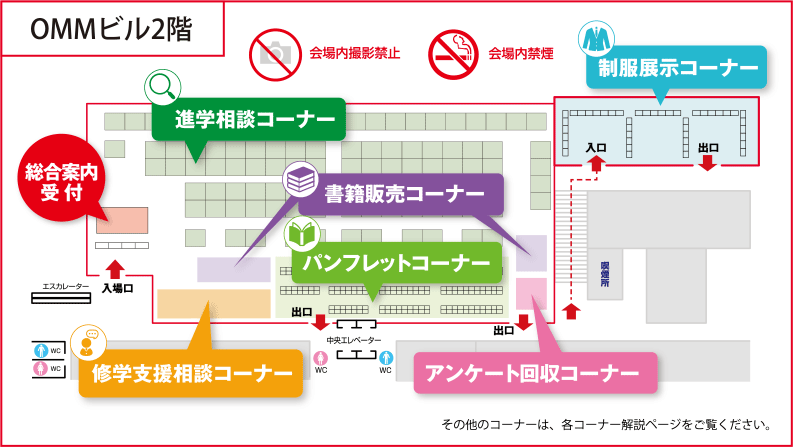 OMMビル2階
会場内撮影禁止
会場内禁煙
制服展示コーナー
進学相談コーナー
入口
出口
総合案内
受付
書籍販売コーナー
パンフレットコーナー
喫煙所
エスカレーター
入場口
出口
出口
中央エレベーター
WC
WC
WC
WC
修学支援相談コーナー
アンケート回収コーナー
その他のコーナーは、各コーナー解説ページをご覧ください。